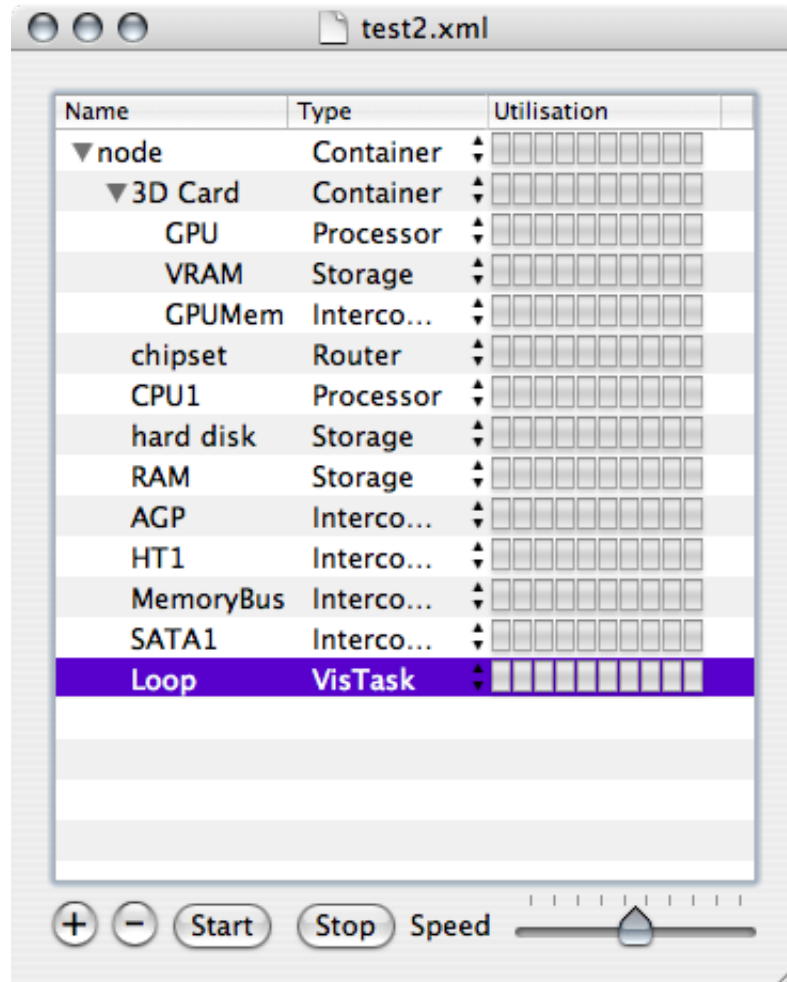 test2.xml
Name Type Utilisation
node Container
3D Card Container
GPU Processor
VRAM Storage
GPUMem Interco...
chipset Router
CPU1 Processor
hard disk Storage
RAM Storage
AGP Interco...
HT1 Interco...
MemoryBus Interco...
SATA1 Interco...
Loop VisTask
+ − Start Stop Speed